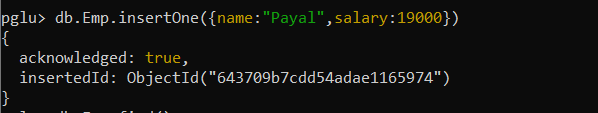 pglu> db.Emp.insertOne({name:"Payal",salary:19000})
{
  acknowledged: true,
  insertedId: ObjectId("643709b7cdd54adae1165974")
}